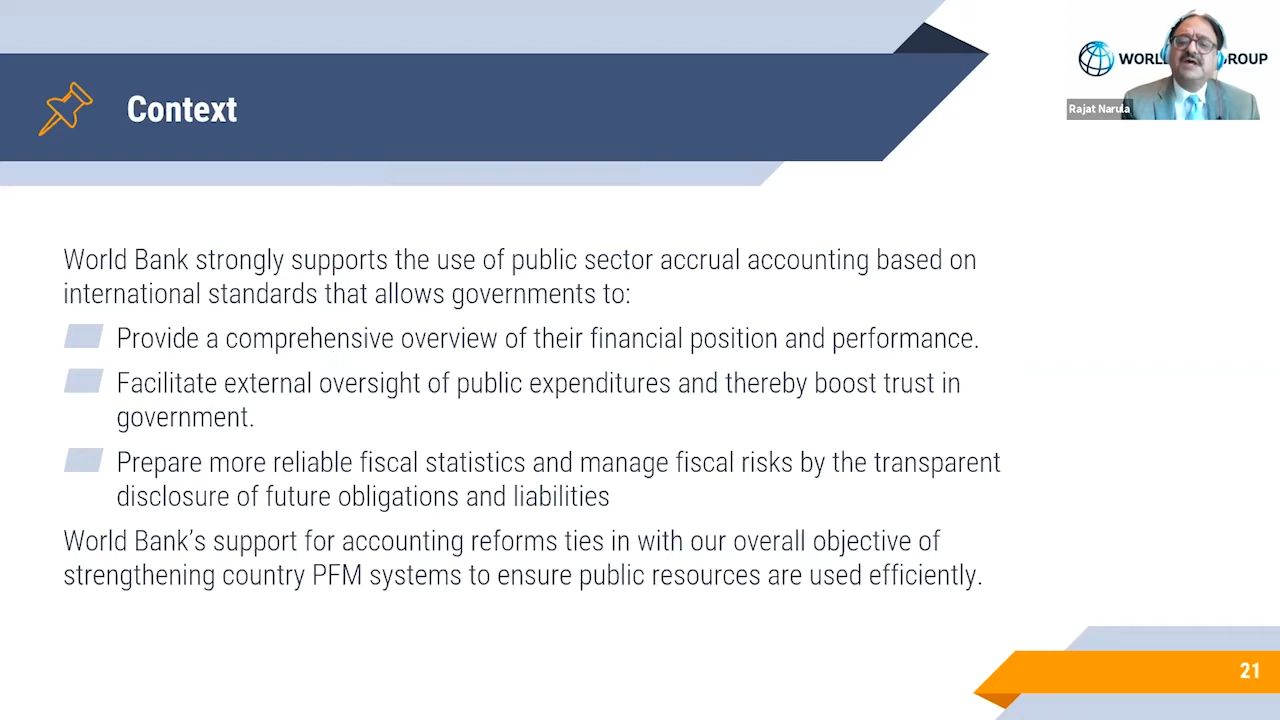 Context
WORL
ROUP
Rajat Narula
World Bank strongly supports the use of public sector accrual accounting based on
international standards that allows governments to:
Provide a comprehensive overview of their financial position and performance.
Facilitate external oversight of public expenditures and thereby boost trust in
government.
Prepare more reliable fiscal statistics and manage fiscal risks by the transparent
disclosure of future obligations and liabilities
World Bank’s support for accounting reforms ties in with our overall objective of
strengthening country PFM systems to ensure public resources are used efficiently.
21